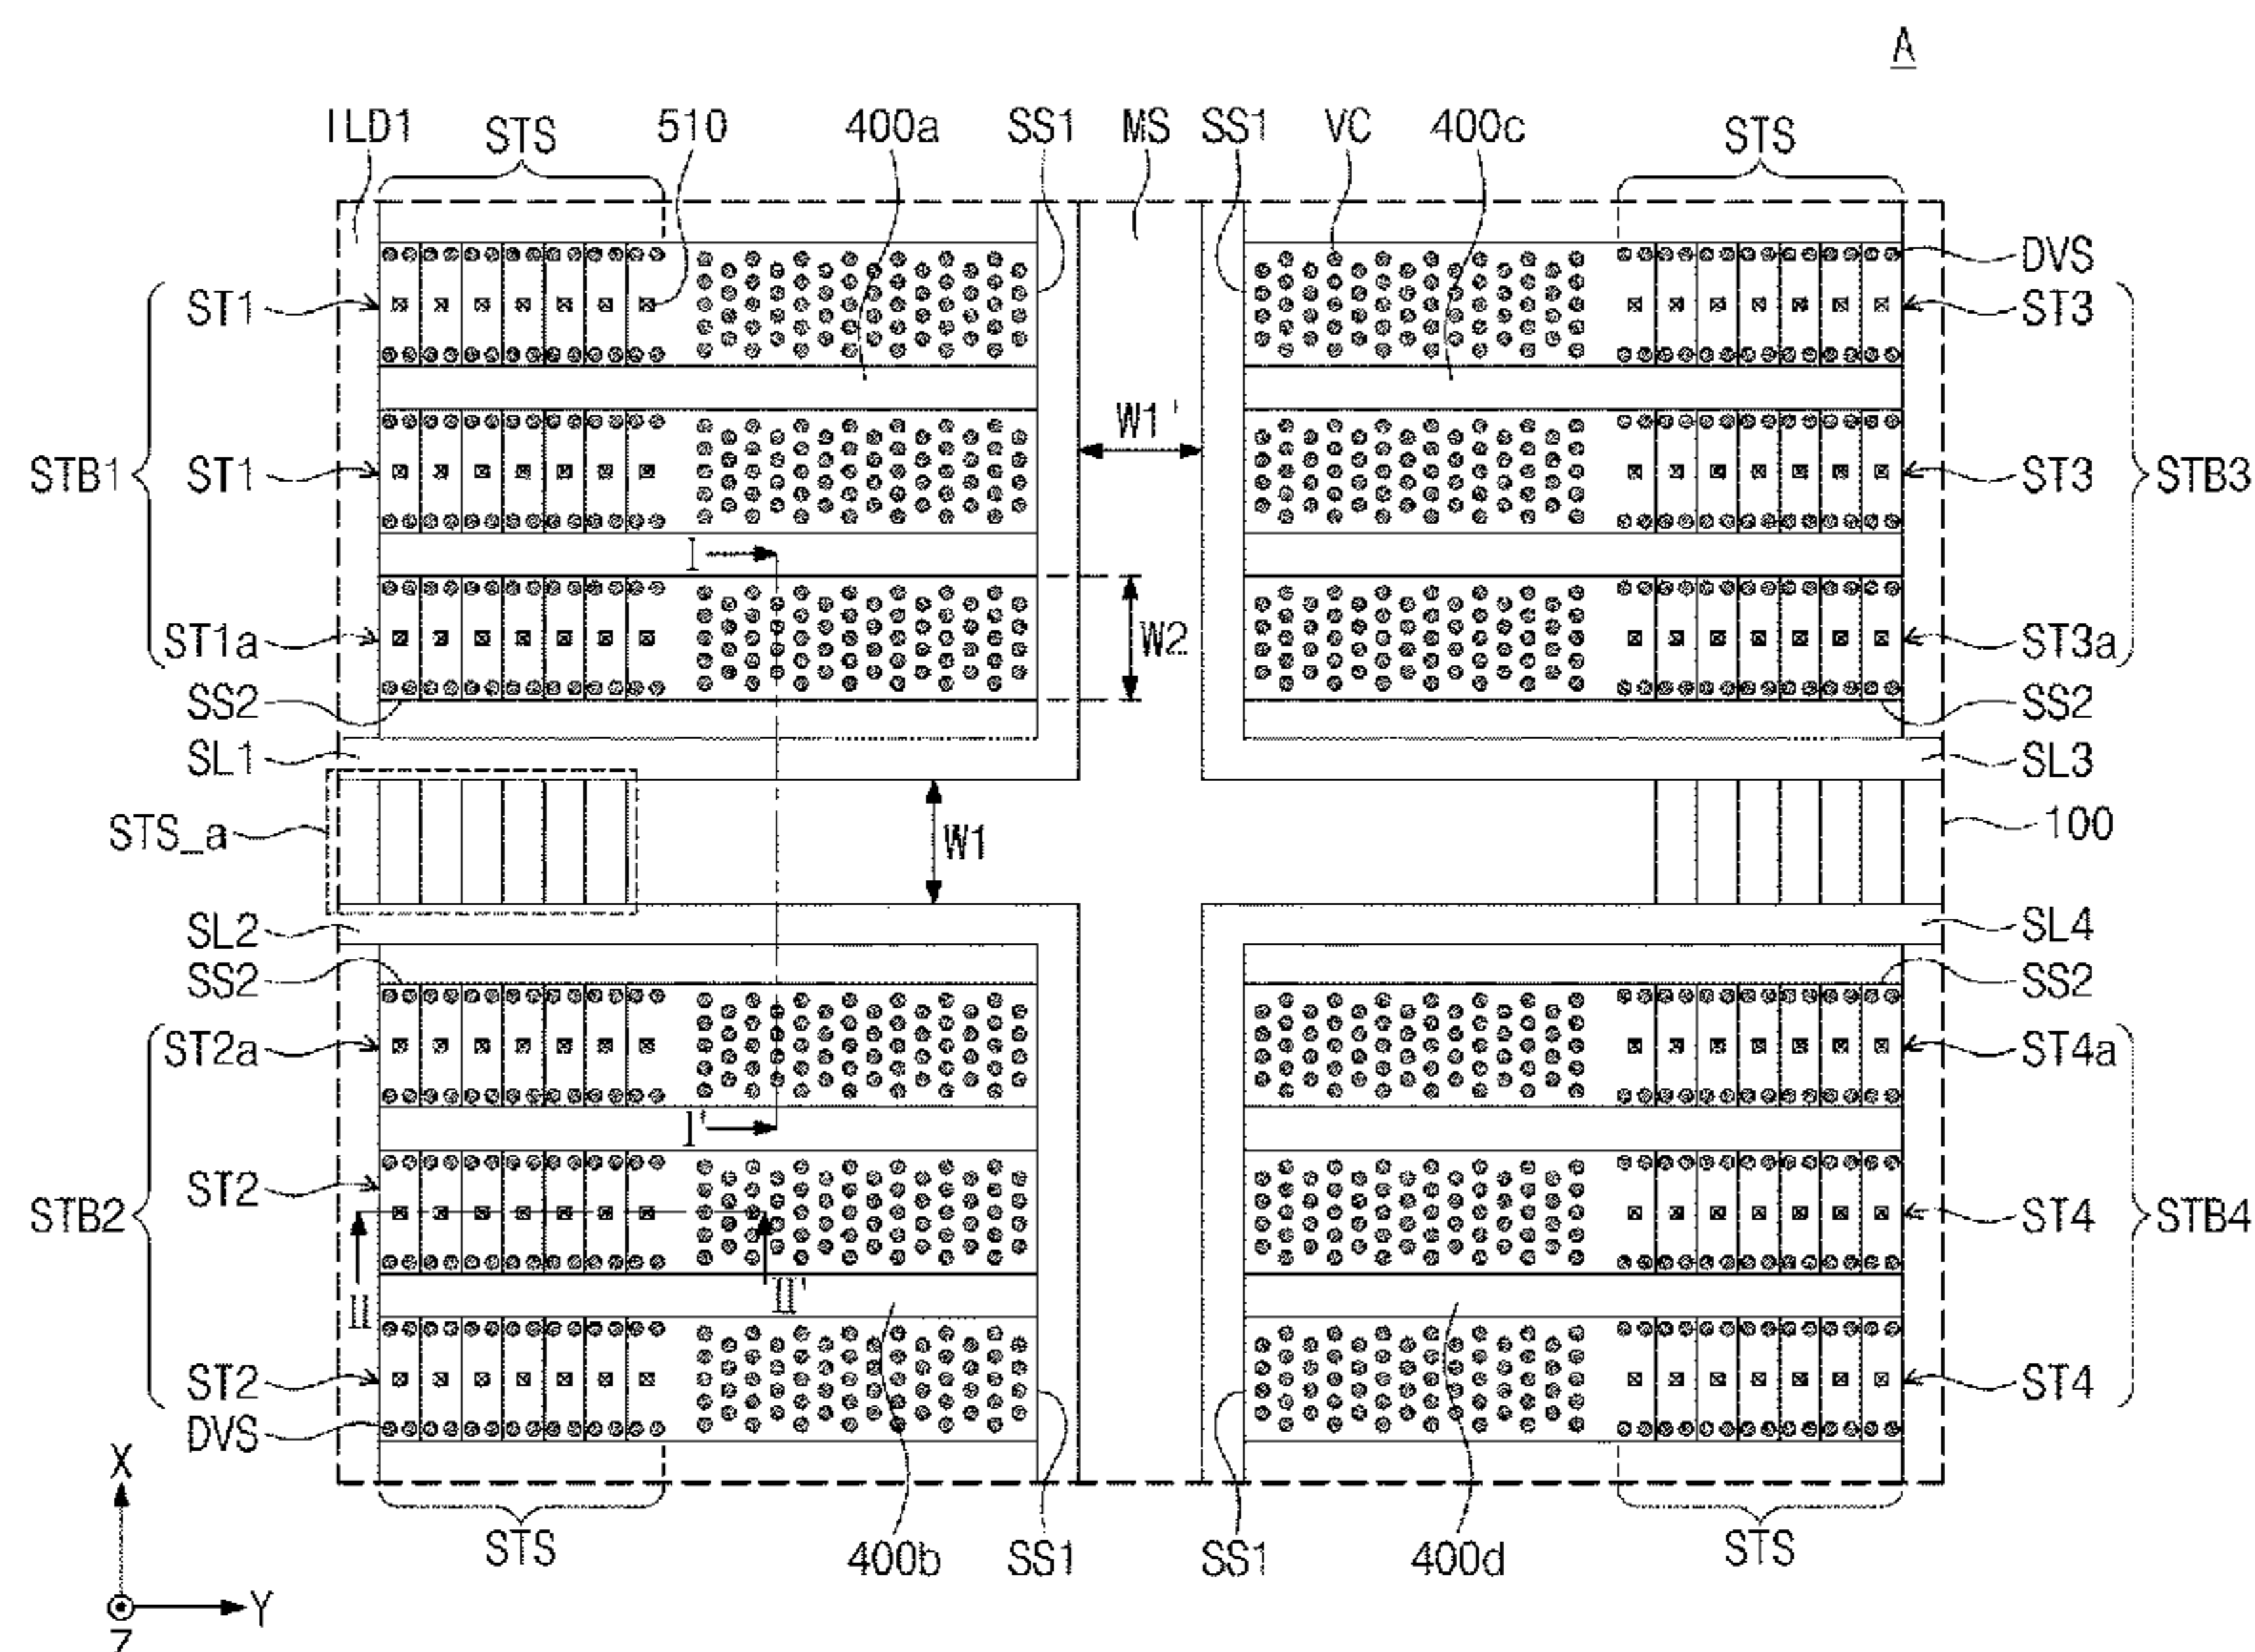 A
ILD1 STS 510 400a SS1 MS SS1 VC 400c STS
DVS
ST1 ST3
W1'
STB1 ST1 ST3 STB3
I
ST1a W2 ST3a
SS2 SS2
SL1 SL3
STS_a W1 100
SL2 SL4
SS2 SS2
ST2a ST4a
I'
STB2 ST2 ST4 STB4
II II'
ST2 ST4
DVS
X STS 400b SS1 SS1 400d STS
Y
Z